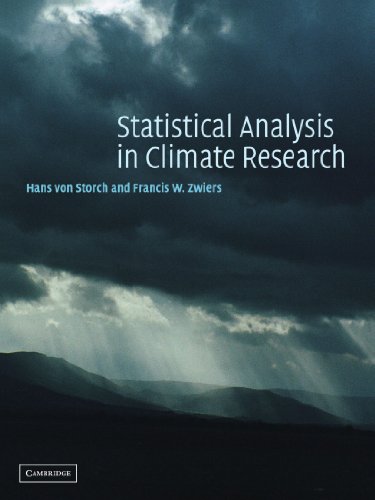 Statistical Analysis
in Climate Research
Hans von Storch and Francis W. Zwiers
CAMBRIDGE